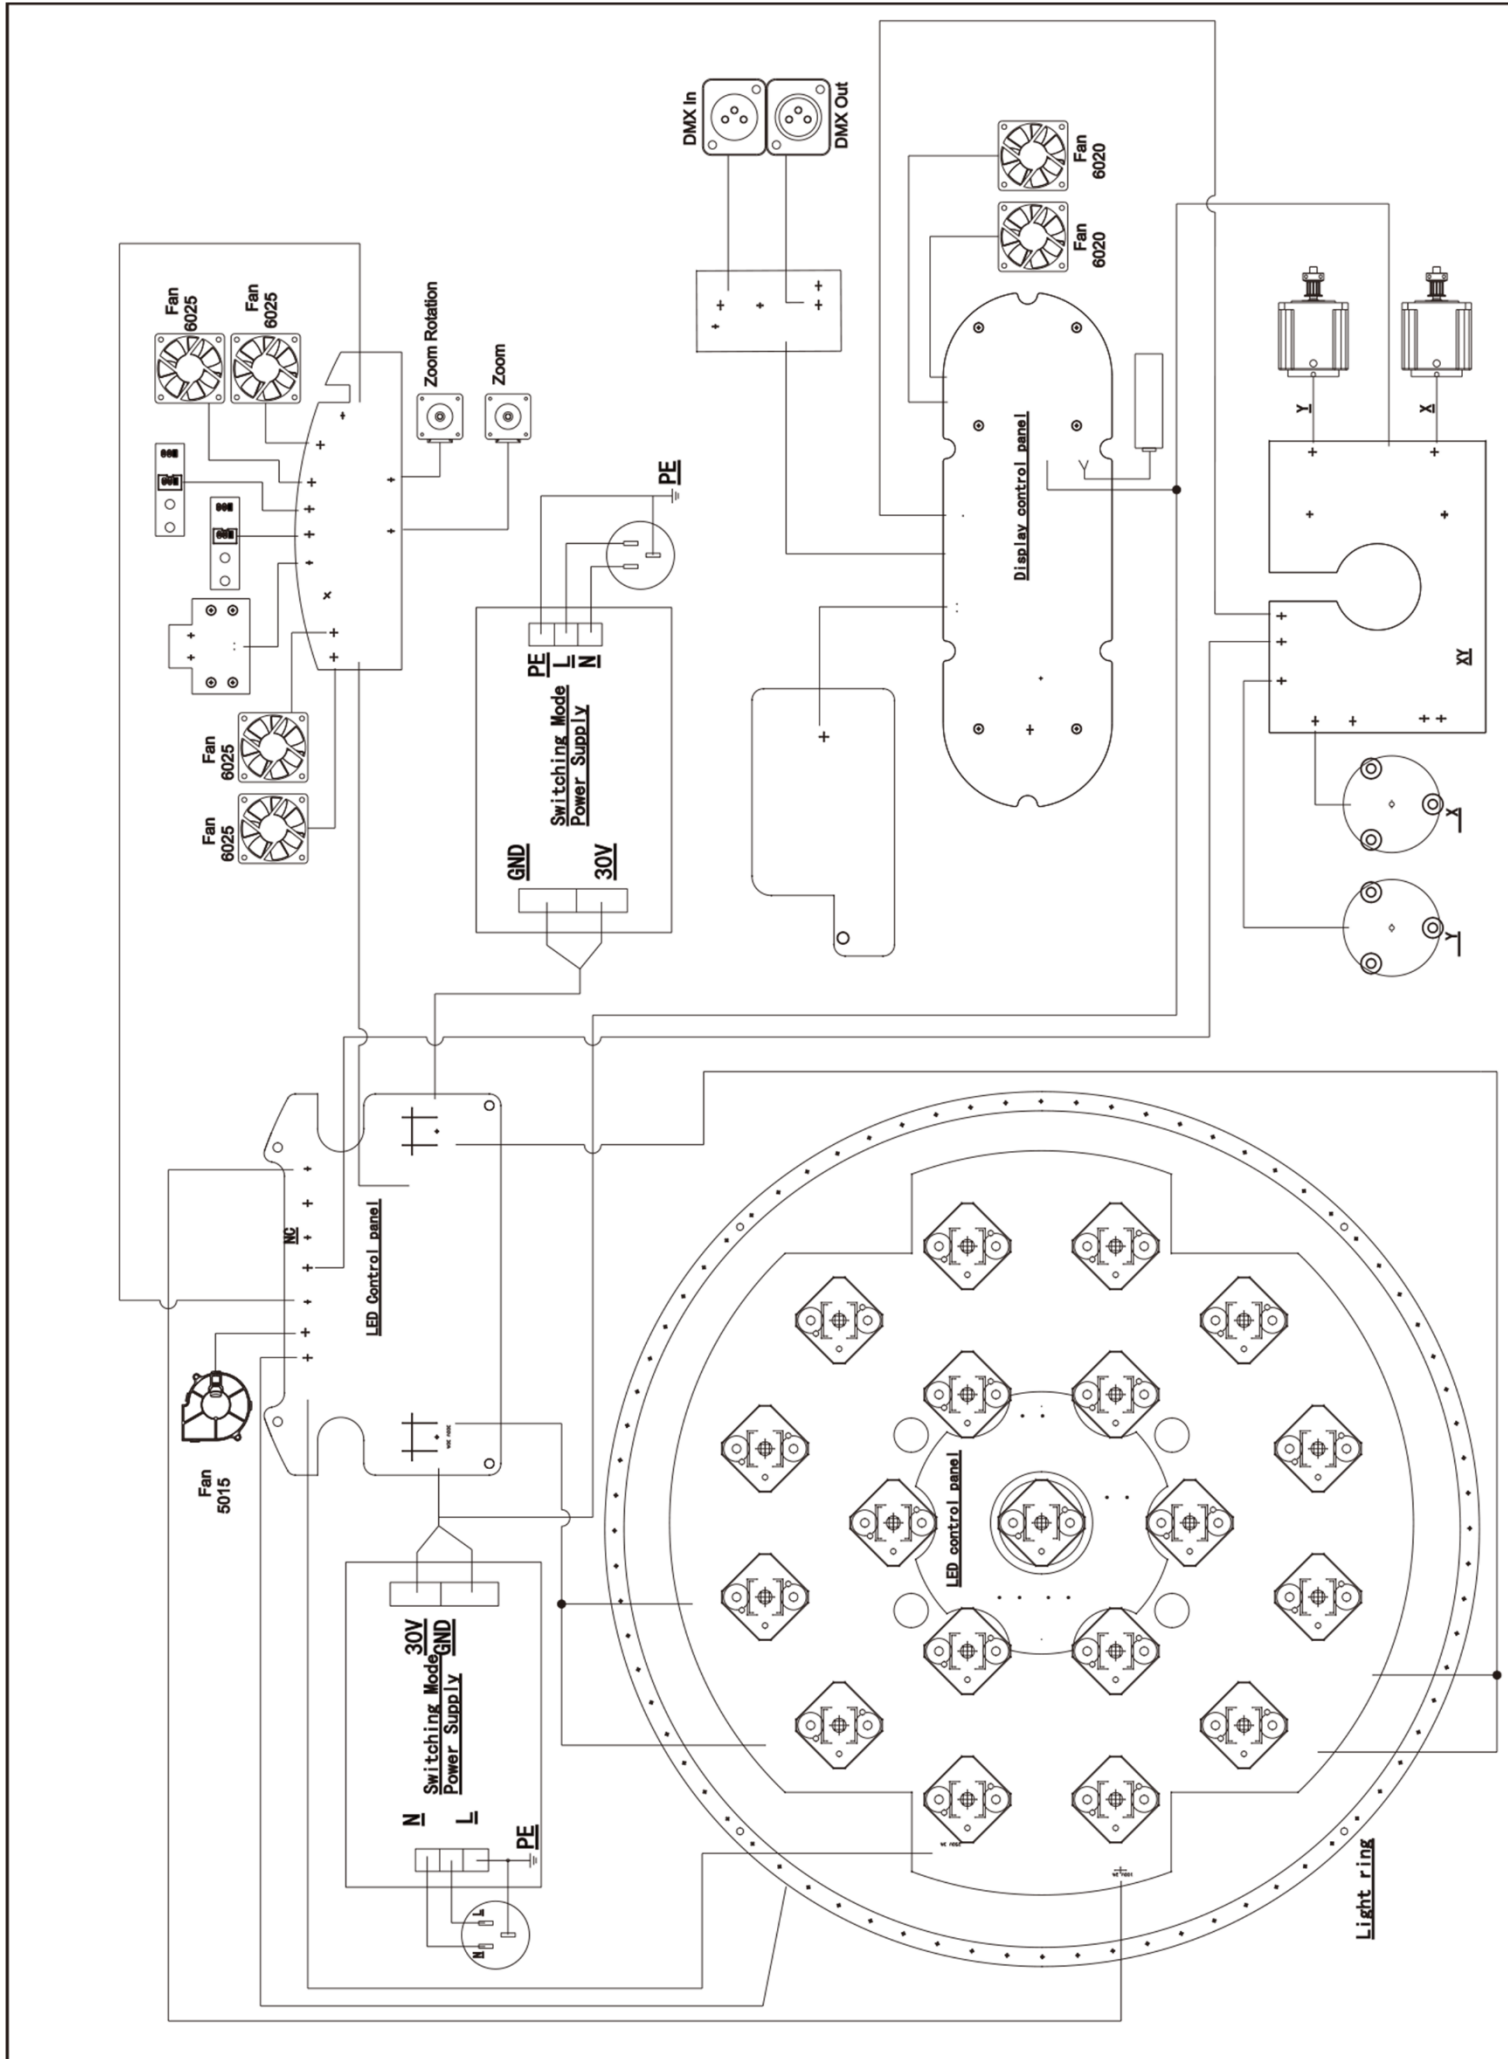 DMX In
DMX Out
Fan
6020
Fan
6020
Fan
6025
Fan
6025
Zoom Rotation
Zoom
PE
Y
X
Display control panel
PE
L
N
Switching Mode
Power Supply
GND
30V
Fan
6025
Fan
6025
XY
X
Y
NC
LED Control panel
Fan
5015
LED control panel
30V
GND
Switching Mode
Power Supply
N
L
PE
L
N
Light ring